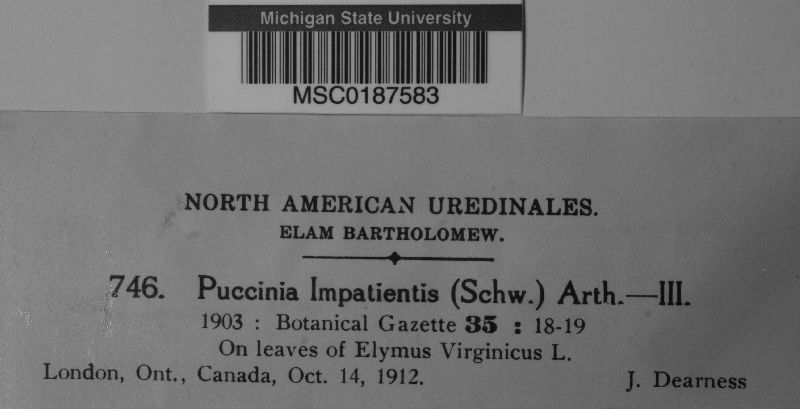 Michigan State University
MSC0187583
NORTH AMERICAN UREDINALES.
ELAM BARTHOLOMEW.
746. Puccinia Impatientis (Schw.) Arth.—III.
1903 : Botanical Gazette 35 : 18-19
On leaves of Elymus Virginicus L.
London, Ont., Canada, Oct. 14, 1912. J. Dearness